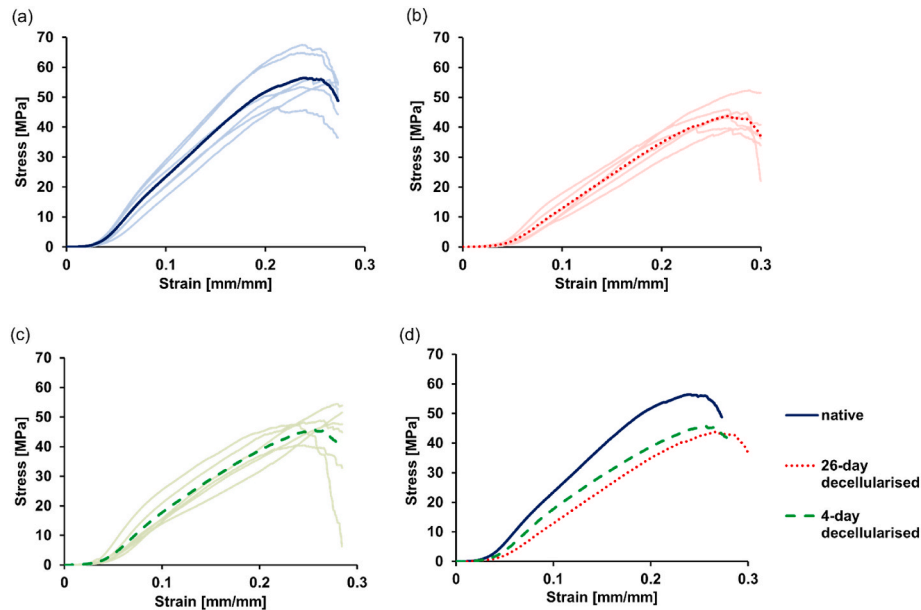 (a)
70
60
50
40
30
20
10
0
Stress [MPa]
0 0.1 0.2 0.3
Strain [mm/mm]
(b)
70
60
50
40
30
20
10
0
Stress [MPa]
0 0.1 0.2 0.3
Strain [mm/mm]
(c)
70
60
50
40
30
20
10
0
Stress [MPa]
0 0.1 0.2 0.3
Strain [mm/mm]
(d)
70
60
50
40
30
20
10
0
Stress [MPa]
0 0.1 0.2 0.3
Strain [mm/mm]
native
26-day
decellularised
4-day
decellularised